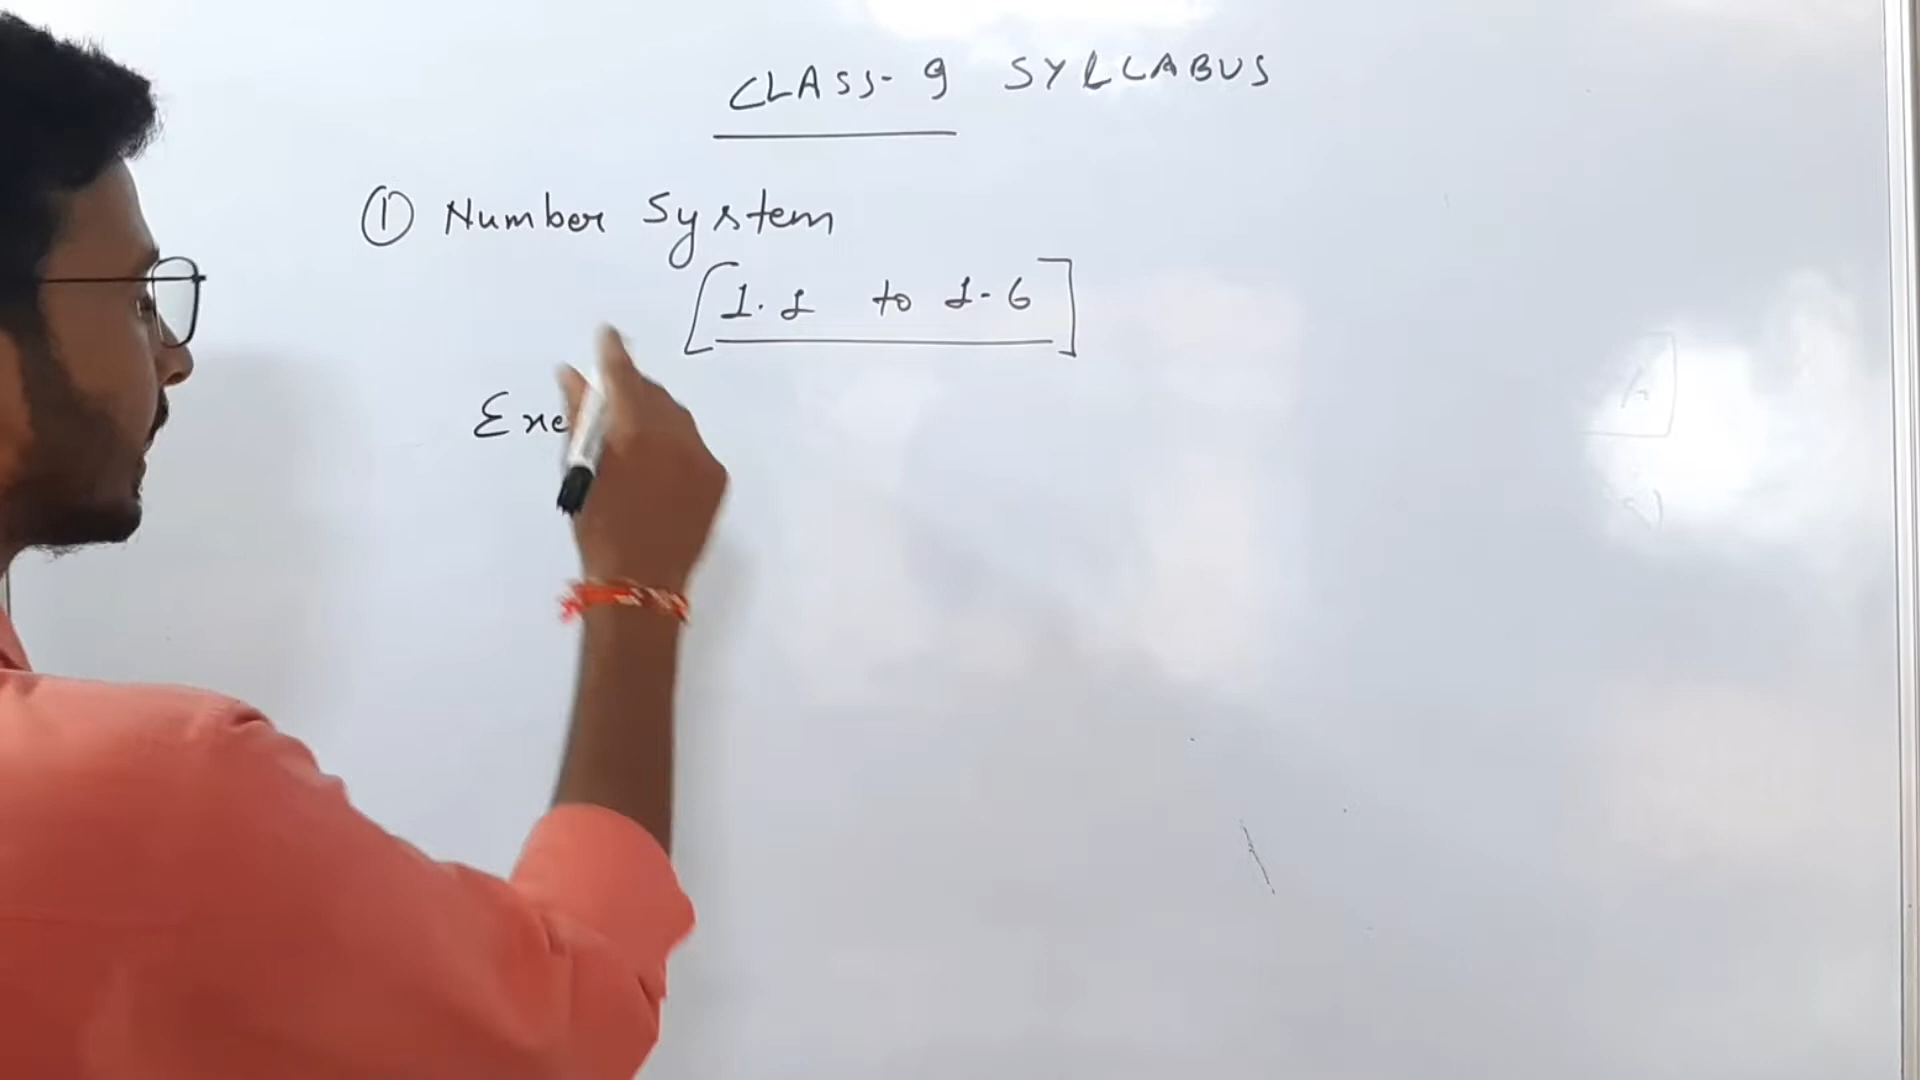 CLASS- 9 SYLLABUS
① Number System
[1.1 to 1-6]
Exe